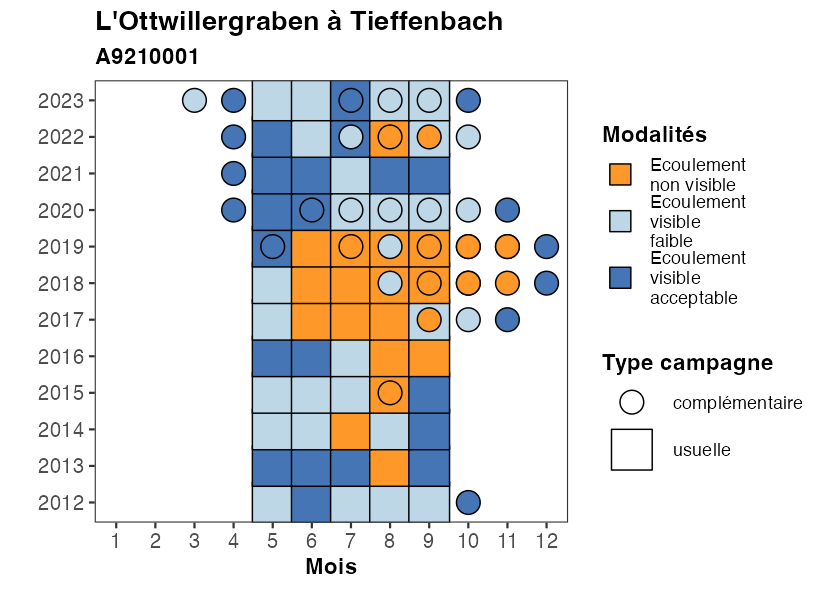 L'Ottwillergraben à Tieffenbach
A9210001
2023
2022
2021
2020
2019
2018
2017
2016
2015
2014
2013
2012
1 2 3 4 5 6 7 8 9 10 11 12
Mois
Modalités
Ecoulement
non visible
Ecoulement
visible
faible
Ecoulement
visible
acceptable
Type campagne
complémentaire
usuelle